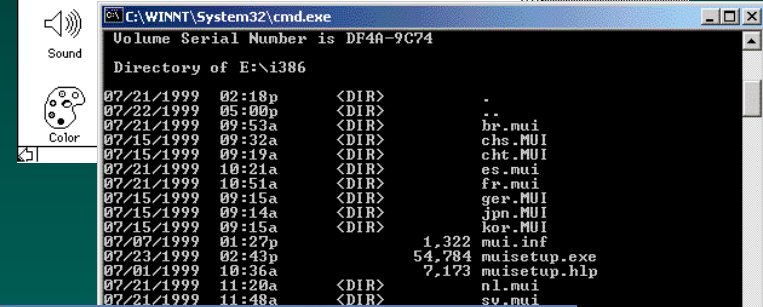 Sound
Color
C:\WINNT\System32\cmd.exe
Volume Serial Number is DF4A-9C74
Directory of E:\i386
07/21/1999 02:18p <DIR> .
07/22/1999 05:00p <DIR> ..
07/21/1999 09:53a <DIR> br.mui
07/15/1999 09:32a <DIR> chs.MUI
07/15/1999 09:19a <DIR> cht.MUI
07/21/1999 10:21a <DIR> es.mui
07/21/1999 10:51a <DIR> fr.mui
07/15/1999 09:15a <DIR> ger.MUI
07/15/1999 09:14a <DIR> jpn.MUI
07/15/1999 09:15a <DIR> kor.MUI
07/07/1999 01:27p 1,322 mui.inf
07/23/1999 02:43p 54,784 muisetup.exe
07/01/1999 10:36a 7,173 muisetup.hlp
07/21/1999 11:20a <DIR> nl.mui
07/21/1999 11:48a <DIR> sv.mui